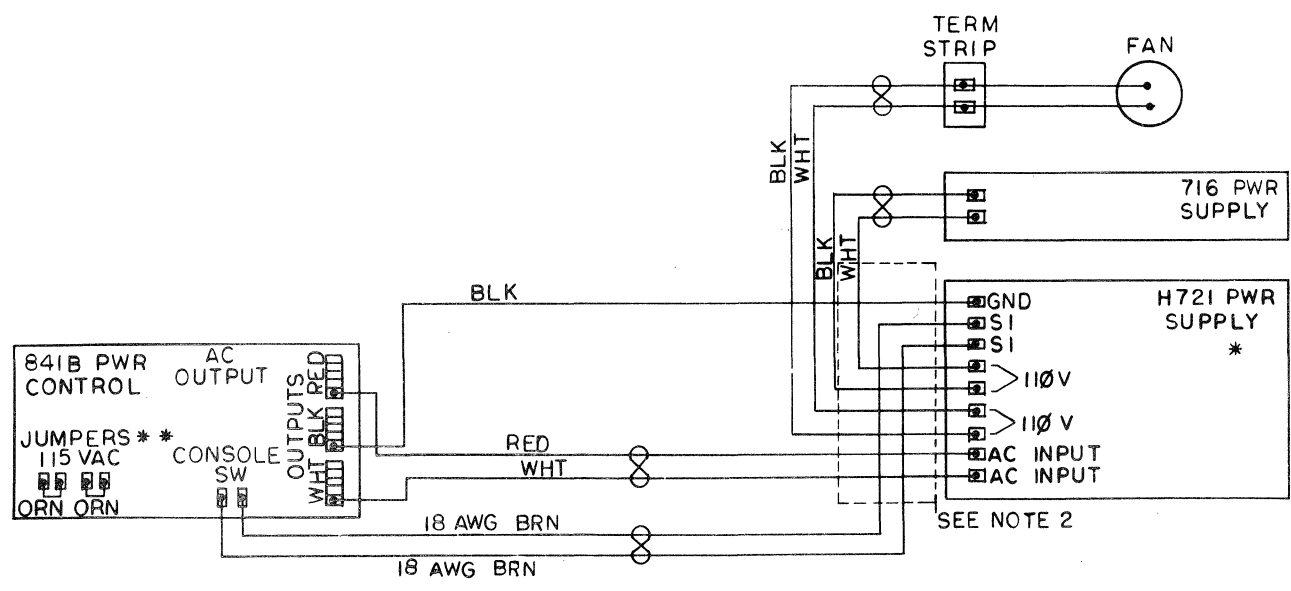 TERM
STRIP
FAN
BLK
WHT
716 PWR
SUPPLY
BLK
WHT
BLK
GND
S1
S1
110V
110V
AC INPUT
AC INPUT
H721 PWR
SUPPLY
*
841B PWR
CONTROL
AC
OUTPUT
OUTPUTS
RED
BLK
WHT
JUMPERS * *
115 VAC
ORN ORN
CONSOLE
SW
RED
WHT
SEE NOTE 2
18 AWG BRN
18 AWG BRN